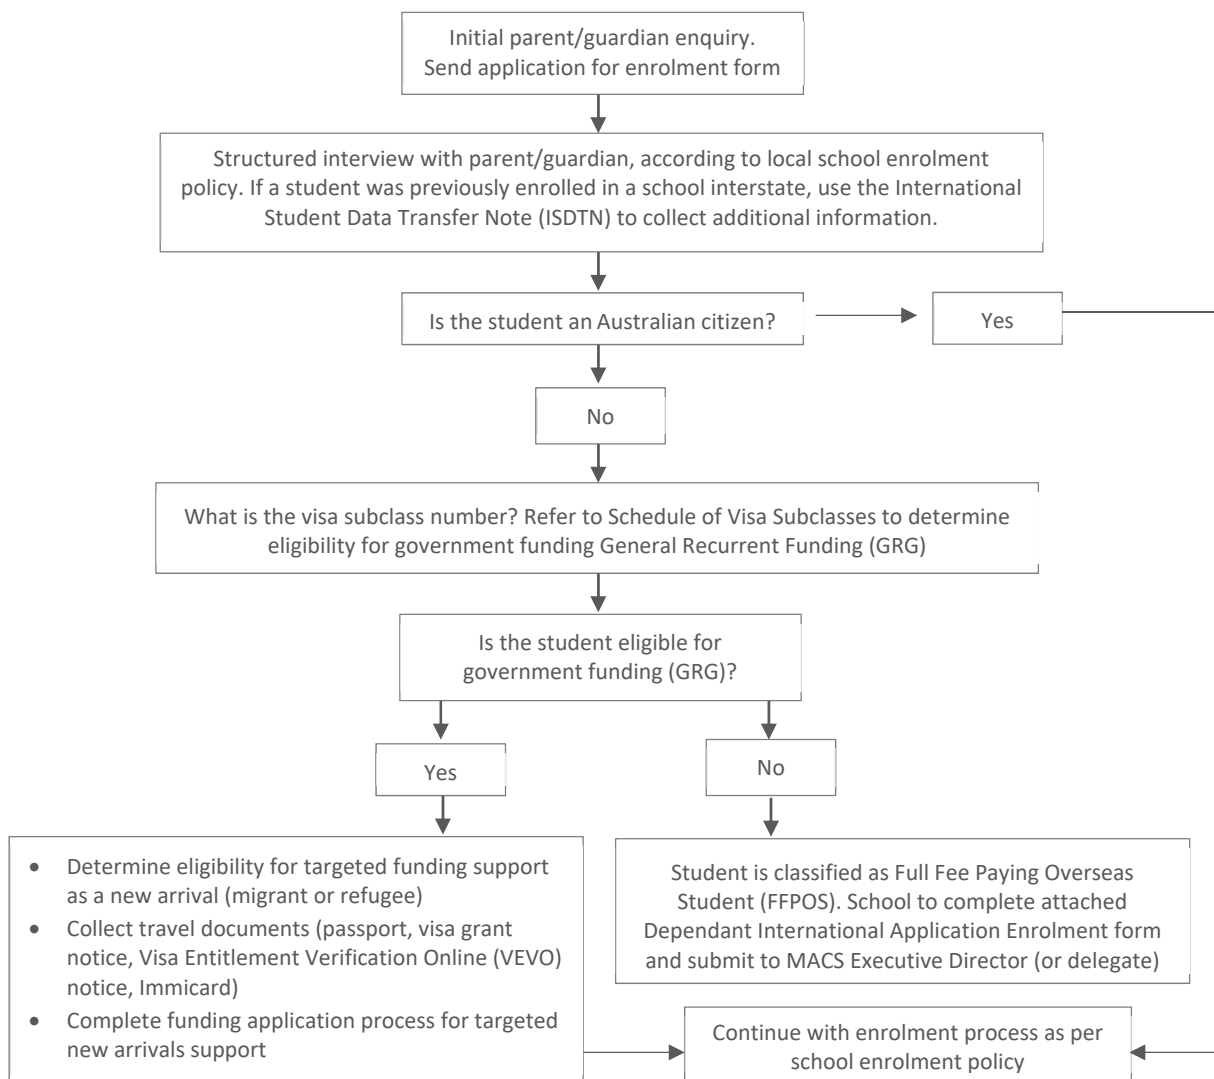 Initial parent/guardian enquiry.
Send application for enrolment form
Structured interview with parent/guardian, according to local school enrolment
policy. If a student was previously enrolled in a school interstate, use the International
Student Data Transfer Note (ISDTN) to collect additional information.
Is the student an Australian citizen?
Yes
No
What is the visa subclass number? Refer to Schedule of Visa Subclasses to determine
eligibility for government funding General Recurrent Funding (GRG)
Is the student eligible for
government funding (GRG)?
Yes
No
• Determine eligibility for targeted funding support
as a new arrival (migrant or refugee)
• Collect travel documents (passport, visa grant
notice, Visa Entitlement Verification Online (VEVO)
notice, Immicard)
• Complete funding application process for targeted
new arrivals support
Student is classified as Full Fee Paying Overseas
Student (FFPOS). School to complete attached
Dependant International Application Enrolment form
and submit to MACS Executive Director (or delegate)
Continue with enrolment process as per
school enrolment policy